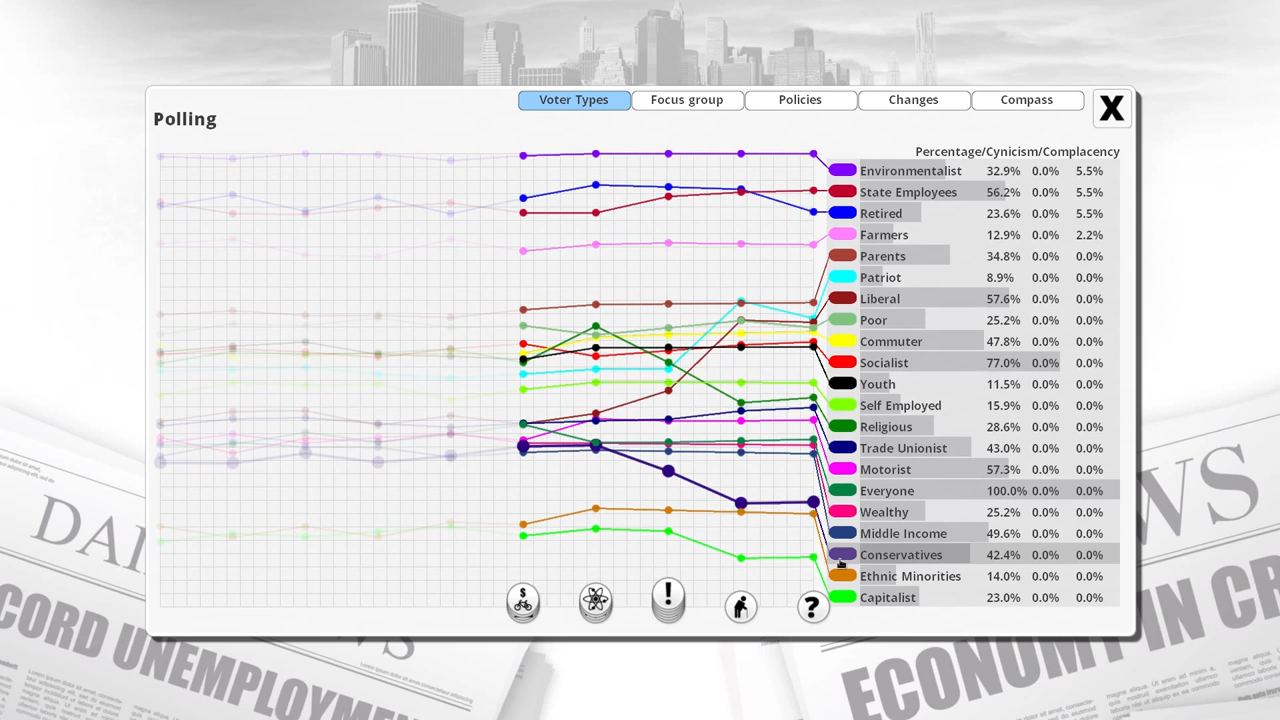 Voter Types Focus group Policies Changes Compass
X
Polling
Percentage/Cynicism/Complacency
Environmentalist 32.9% 0.0% 5.5%
State Employees 56.2% 0.0% 5.5%
Retired 23.6% 0.0% 5.5%
Farmers 12.9% 0.0% 2.2%
Parents 34.8% 0.0% 0.0%
Patriot 8.9% 0.0% 0.0%
Liberal 57.6% 0.0% 0.0%
Poor 25.2% 0.0% 0.0%
Commuter 47.8% 0.0% 0.0%
Socialist 77.0% 0.0% 0.0%
Youth 11.5% 0.0% 0.0%
Self Employed 15.9% 0.0% 0.0%
Religious 28.6% 0.0% 0.0%
Trade Unionist 43.0% 0.0% 0.0%
Motorist 57.3% 0.0% 0.0%
Everyone 100.0% 0.0% 0.0%
Wealthy 25.2% 0.0% 0.0%
Middle Income 49.6% 0.0% 0.0%
Conservatives 42.4% 0.0% 0.0%
Ethnic Minorities 14.0% 0.0% 0.0%
Capitalist 23.0% 0.0% 0.0%
$ ! ?
DAI
WS
NEWS
CORD UNEMPLOYME
ECONOMY IN CR